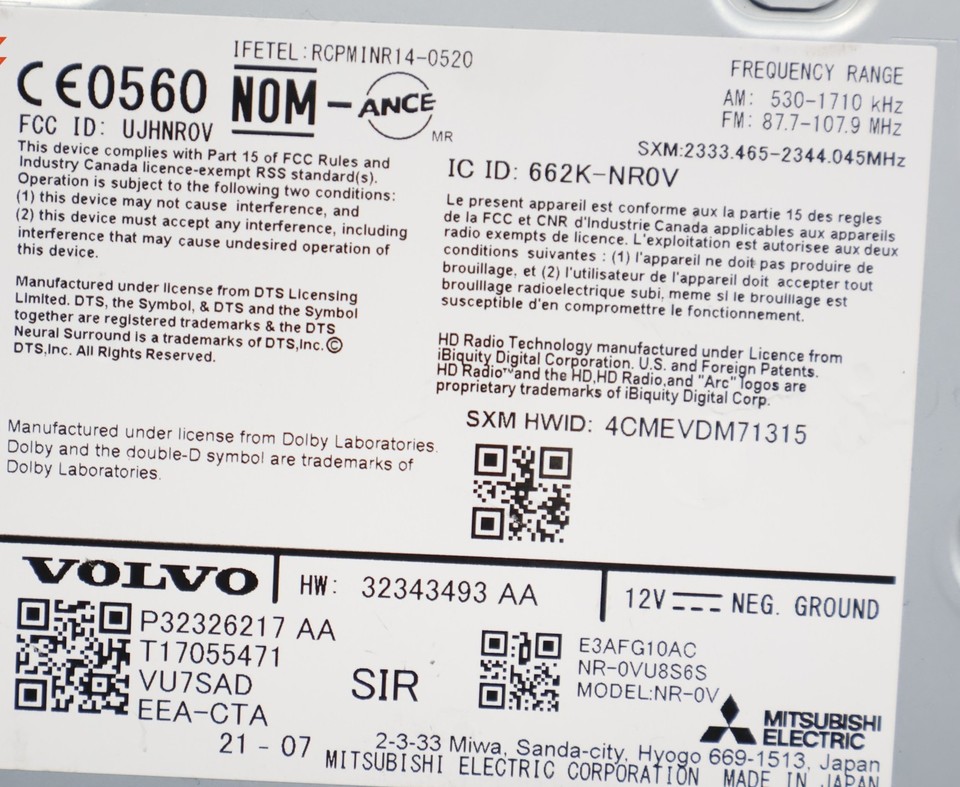 IFETEL:RCPMINR14-0520
CE0560 NOM-ANCE
MR
FCC ID: UJHNR0V
This device complies with Part 15 of FCC Rules and
Industry Canada licence-exempt RSS standard(s).
Operation is subject to the following two conditions:
(1) this device may not cause interference, and
(2) this device must accept any interference, including
interference that may cause undesired operation of
this device.
Manufactured under license from DTS Licensing
Limited. DTS, the Symbol, & DTS and the Symbol
together are registered trademarks & the DTS
Neural Surround is a trademarks of DTS,Inc.©
DTS,Inc. All Rights Reserved.
Manufactured under license from Dolby Laboratories.
Dolby and the double-D symbol are trademarks of
Dolby Laboratories.
FREQUENCY RANGE
AM: 530-1710 kHz
FM: 87.7-107.9 MHz
SXM:2333.465-2344.045MHz
IC ID: 662K-NR0V
Le present appareil est conforme aux la partie 15 des regles
de la FCC et CNR d'Industrie Canada applicables aux appareils
radio exempts de licence. L'exploitation est autorisee aux deux
conditions suivantes : (1) l'appareil ne doit pas produire de
brouillage, et (2) l'utilisateur de l'appareil doit accepter tout
brouillage radioelectrique subi, meme si le brouillage est
susceptible d'en compromettre le fonctionnement.
HD Radio Technology manufactured under Licence from
iBiquity Digital Corporation. U.S. and Foreign Patents.
HD Radio™and the HD,HD Radio,and "Arc" logos are
proprietary trademarks of iBiquity Digital Corp.
SXM HWID: 4CMEVDM71315
VOLVO
HW: 32343493 AA
12V NEG. GROUND
P32326217 AA
T17055471
VU7SAD
EEA-CTA
21-07
SIR
E3AFG10AC
NR-0VU8S6S
MODEL:NR-0V
MITSUBISHI
ELECTRIC
2-3-33 Miwa, Sanda-city, Hyogo 669-1513, Japan
MITSUBISHI ELECTRIC CORPORATION MADE IN JAPAN